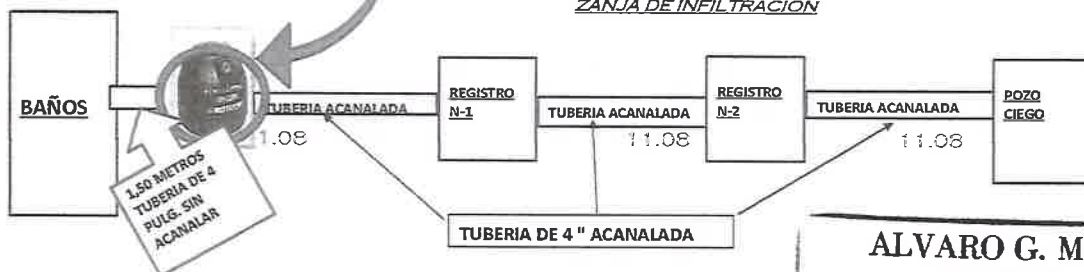 ZANJA DE INFILTRACIÓN
BAÑOS
TUBERIA ACANALADA
1.08
REGISTRO
N-1
TUBERIA ACANALADA
11.08
REGISTRO
N-2
TUBERIA ACANALADA
11.08
POZO
CIEGO
1,50 METROS
TUBERIA DE 4
PULG. SIN
ACANALAR
TUBERIA DE 4 " ACANALADA
ALVARO G. M